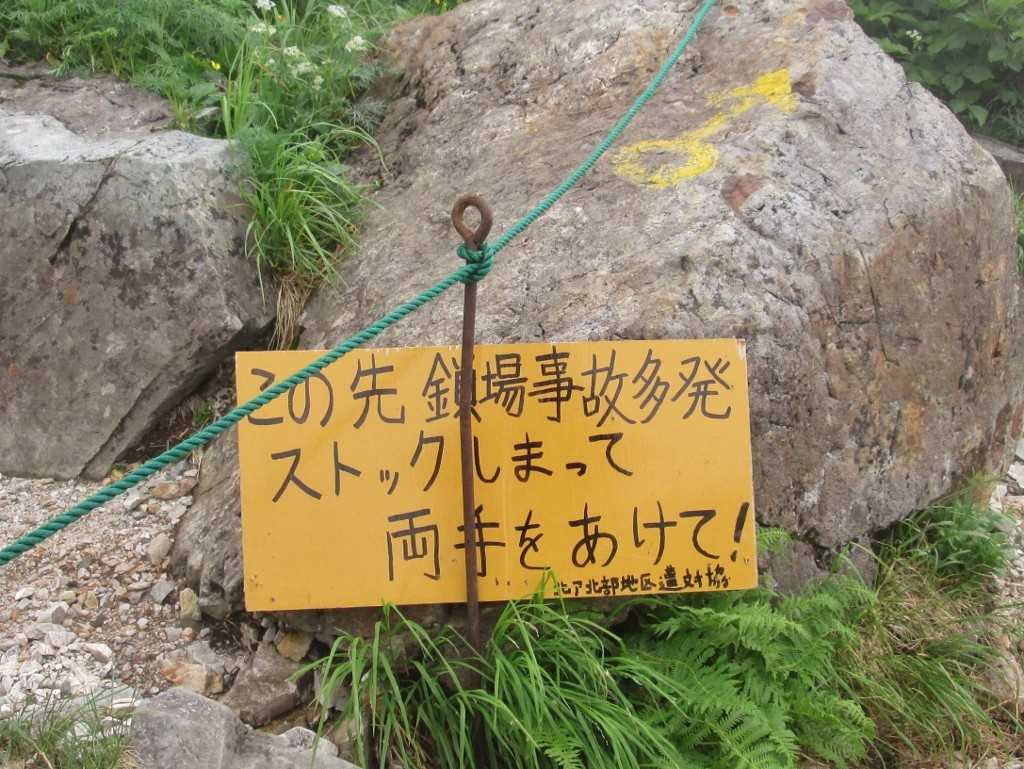 この先 鎖場事故多発
ストックしまって
両手をあけて!
北ア北部地区遭対協